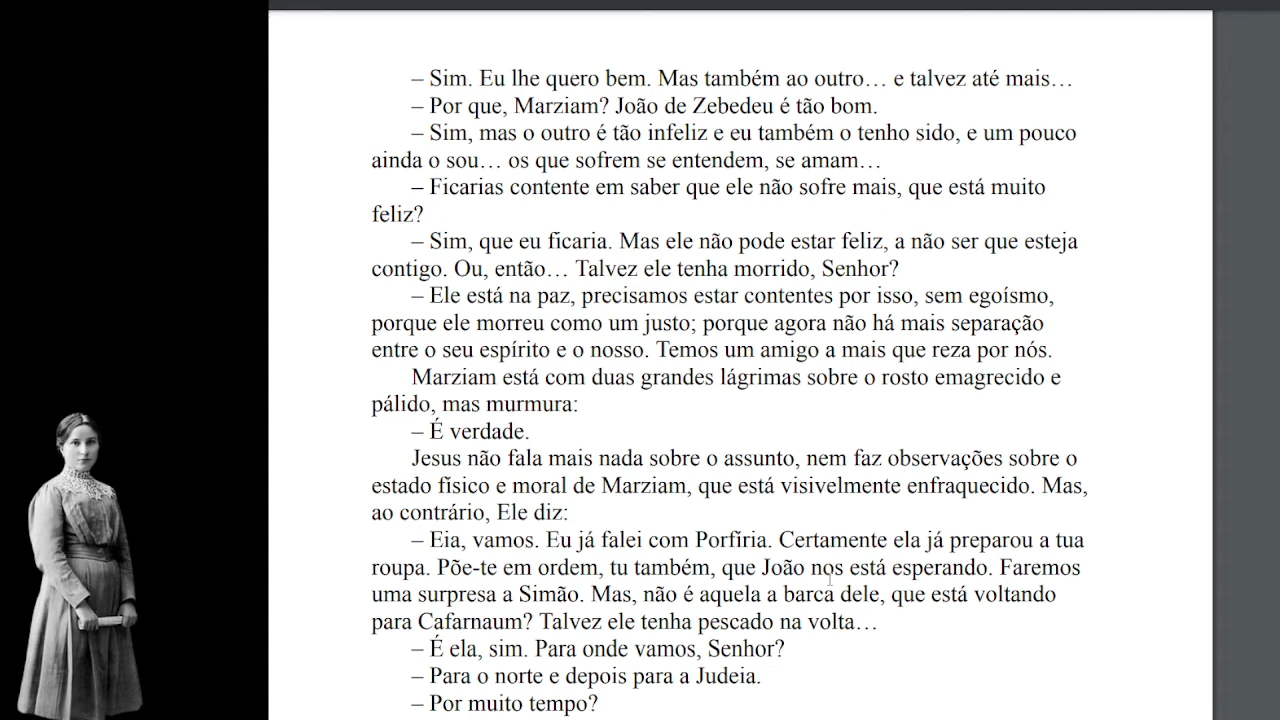 – Sim. Eu lhe quero bem. Mas também ao outro… e talvez até mais…
– Por que, Marziam? João de Zebedeu é tão bom.
– Sim, mas o outro é tão infeliz e eu também o tenho sido, e um pouco
ainda o sou… os que sofrem se entendem, se amam…
– Ficarias contente em saber que ele não sofre mais, que está muito
feliz?
– Sim, que eu ficaria. Mas ele não pode estar feliz, a não ser que esteja
contigo. Ou, então… Talvez ele tenha morrido, Senhor?
– Ele está na paz, precisamos estar contentes por isso, sem egoísmo,
porque ele morreu como um justo; porque agora não há mais separação
entre o seu espírito e o nosso. Temos um amigo a mais que reza por nós.
Marziam está com duas grandes lágrimas sobre o rosto emagrecido e
pálido, mas murmura:
– É verdade.
Jesus não fala mais nada sobre o assunto, nem faz observações sobre o
estado físico e moral de Marziam, que está visivelmente enfraquecido. Mas,
ao contrário, Ele diz:
– Eia, vamos. Eu já falei com Porfíria. Certamente ela já preparou a tua
roupa. Põe-te em ordem, tu também, que João nos está esperando. Faremos
uma surpresa a Simão. Mas, não é aquela a barca dele, que está voltando
para Cafarnaum? Talvez ele tenha pescado na volta…
– É ela, sim. Para onde vamos, Senhor?
– Para o norte e depois para a Judeia.
– Por muito tempo?